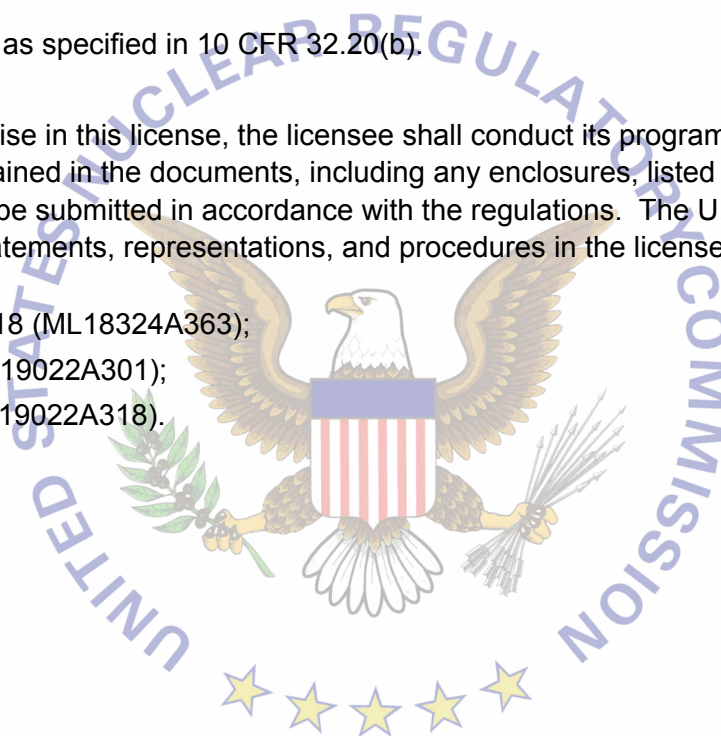 as specified in 10 CFR 32.20(b).
ise in this license, the licensee shall conduct its program
ained in the documents, including any enclosures, listed
be submitted in accordance with the regulations. The U
atements, representations, and procedures in the license
18 (ML18324A363);
19022A301);
19022A318).
UNITED STATES NUCLEAR REGULATORY COMMISSION